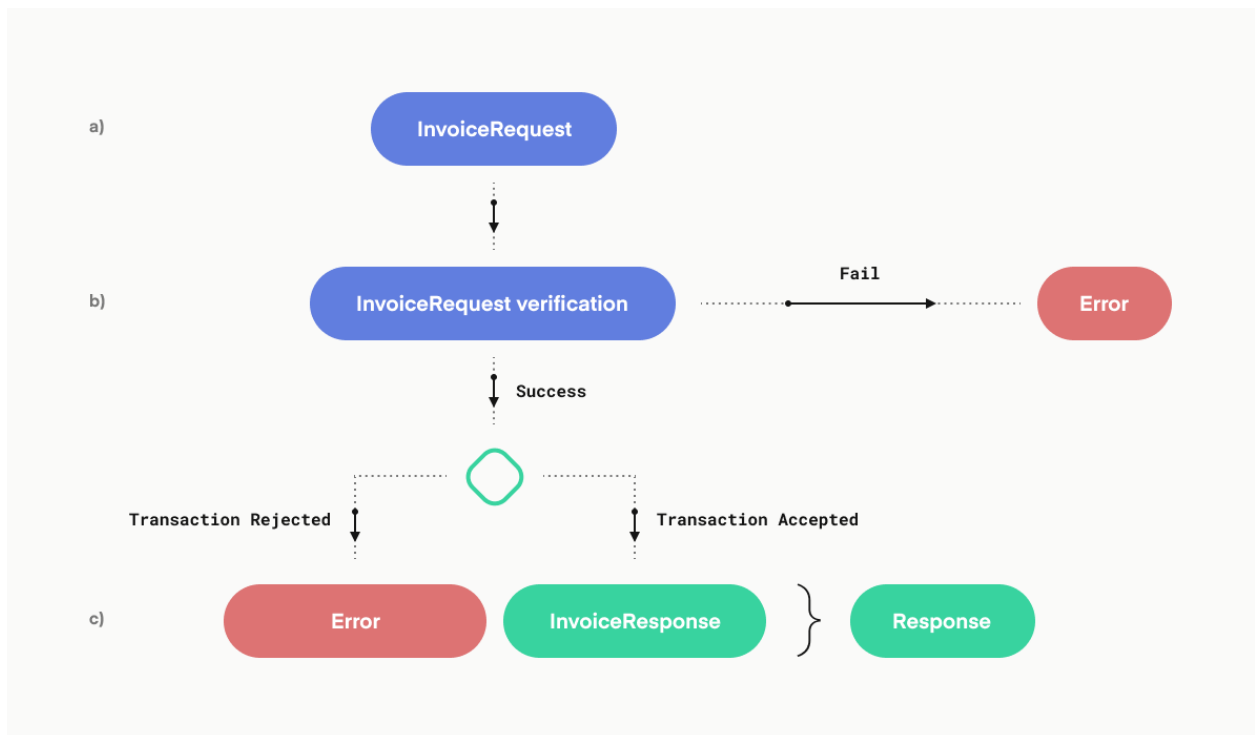 a)
InvoiceRequest
Fail
b)
InvoiceRequest verification
Error
Success
Transaction Rejected
Transaction Accepted
c)
Error
InvoiceResponse
Response